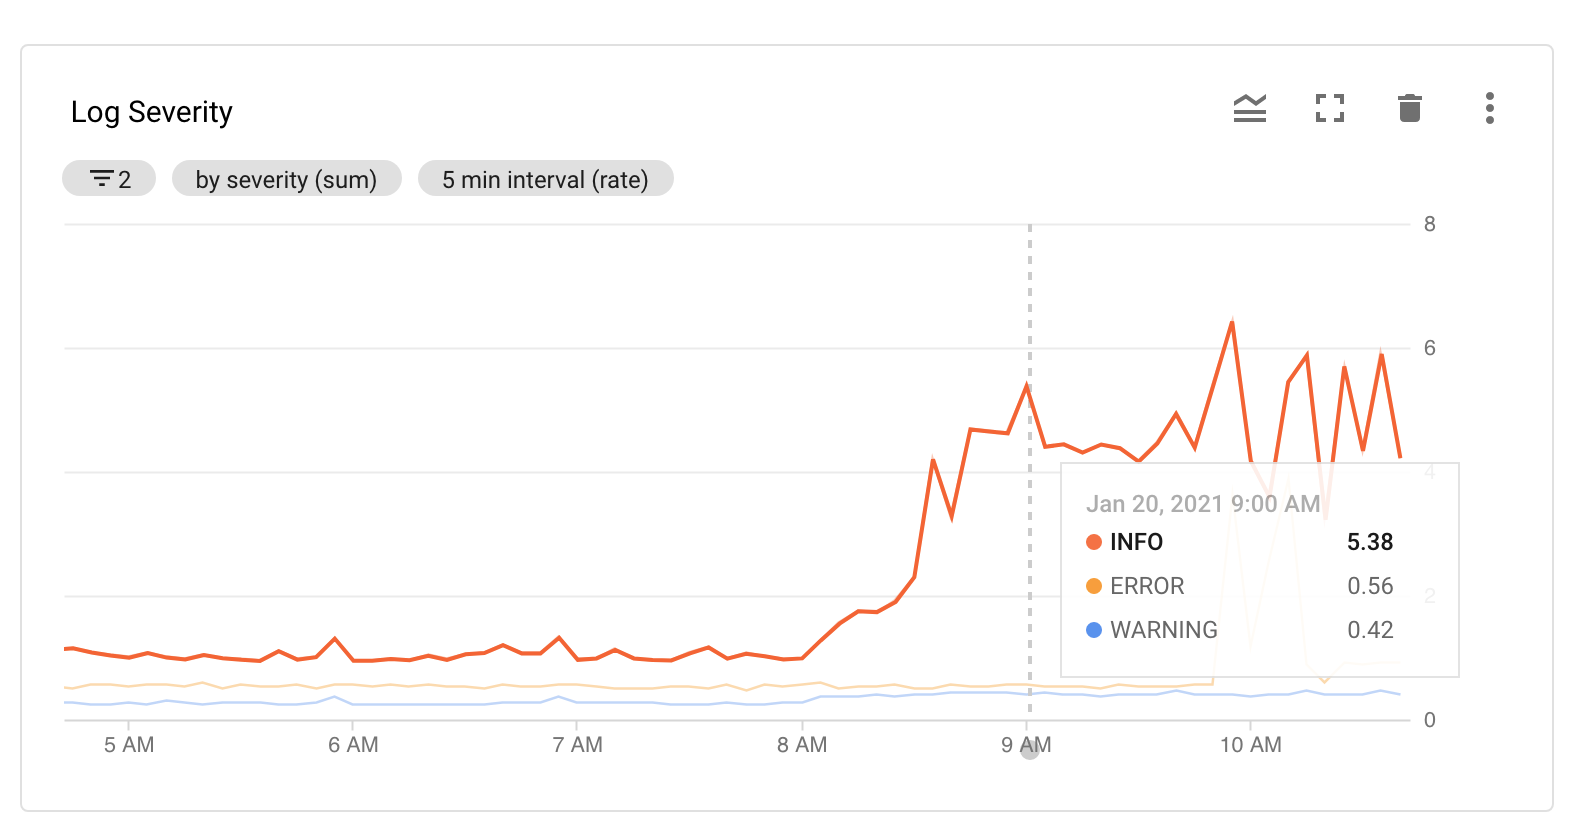 Log Severity
2
by severity (sum)
5 min interval (rate)
8
6
4
Jan 20, 2021 9:00 AM
INFO 5.38
ERROR 0.56
2
WARNING 0.42
0
5 AM 6 AM 7 AM 8 AM 9 AM 10 AM